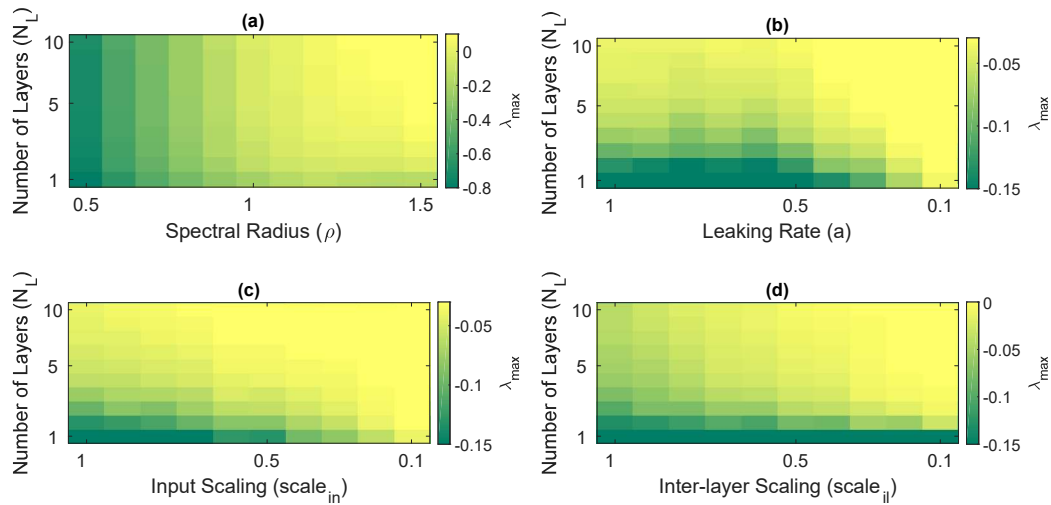 (a)
Number of Layers (N_L)
10
5
1
0.5
1
1.5
Spectral Radius (ρ)
0
-0.2
-0.4
-0.6
-0.8
λ_max
(b)
Number of Layers (N_L)
10
5
1
1
0.5
0.1
Leaking Rate (a)
-0.05
-0.1
-0.15
λ_max
(c)
Number of Layers (N_L)
10
5
1
1
0.5
0.1
Input Scaling (scale_in)
-0.05
-0.1
-0.15
λ_max
(d)
Number of Layers (N_L)
10
5
1
1
0.5
0.1
Inter-layer Scaling (scale_il)
0
-0.05
-0.1
-0.15
λ_max